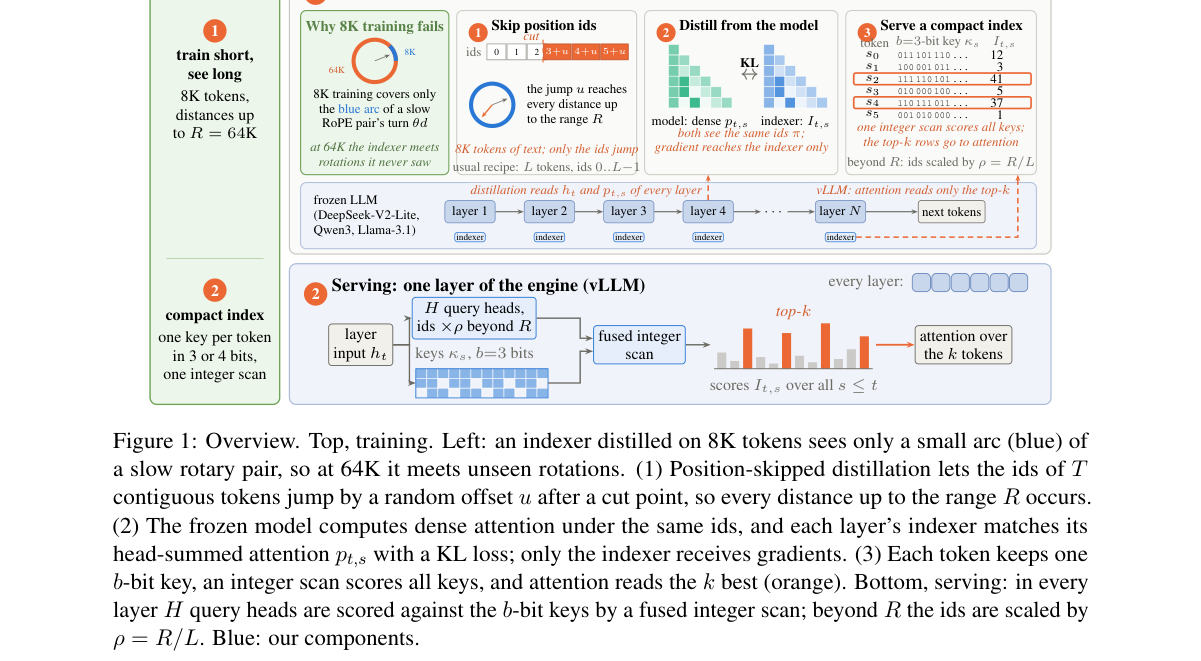 1
train short,
see long
8K tokens,
distances up
to R = 64K
2
compact index
one key per token
in 3 or 4 bits,
one integer scan
Why 8K training fails
8K
64K
8K training covers only
the blue arc of a slow
RoPE pair's turn θd
at 64K the indexer meets
rotations it never saw
1 Skip position ids
cut
ids 0 1 2 3+u 4+u 5+u
the jump u reaches
every distance up
to the range R
8K tokens of text; only the ids jump
usual recipe: L tokens, ids 0..L−1
2 Distill from the model
KL
↔
model: dense p_{t,s} indexer: I_{t,s}
both see the same ids π;
gradient reaches the indexer only
3 Serve a compact index
token b=3-bit key κ_s I_{t,s}
s_0 011 101 110 ... 12
s_1 100 001 011 ... 3
s_2 111 110 101 ... 41
s_3 010 000 100 ... 5
s_4 110 111 011 ... 37
s_5 001 010 000 ... 1
one integer scan scores all keys;
the top-k rows go to attention
beyond R: ids scaled by ρ = R/L
distillation reads h_t and p_{t,s} of every layer
vLLM: attention reads only the top-k
frozen LLM
(DeepSeek-V2-Lite,
Qwen3, Llama-3.1)
layer 1 layer 2 layer 3 layer 4 ··· layer N next tokens
indexer indexer indexer indexer indexer
2 Serving: one layer of the engine (vLLM)
every layer:
layer
input h_t
H query heads,
ids ×ρ beyond R
keys κ_s, b=3 bits
fused integer
scan
top-k
scores I_{t,s} over all s ≤ t
attention over
the k tokens
Figure 1: Overview. Top, training. Left: an indexer distilled on 8K tokens sees only a small arc (blue) of
a slow rotary pair, so at 64K it meets unseen rotations. (1) Position-skipped distillation lets the ids of T
contiguous tokens jump by a random offset u after a cut point, so every distance up to the range R occurs.
(2) The frozen model computes dense attention under the same ids, and each layer's indexer matches its
head-summed attention p_{t,s} with a KL loss; only the indexer receives gradients. (3) Each token keeps one
b-bit key, an integer scan scores all keys, and attention reads the k best (orange). Bottom, serving: in every
layer H query heads are scored against the b-bit keys by a fused integer scan; beyond R the ids are scaled by
ρ = R/L. Blue: our components.